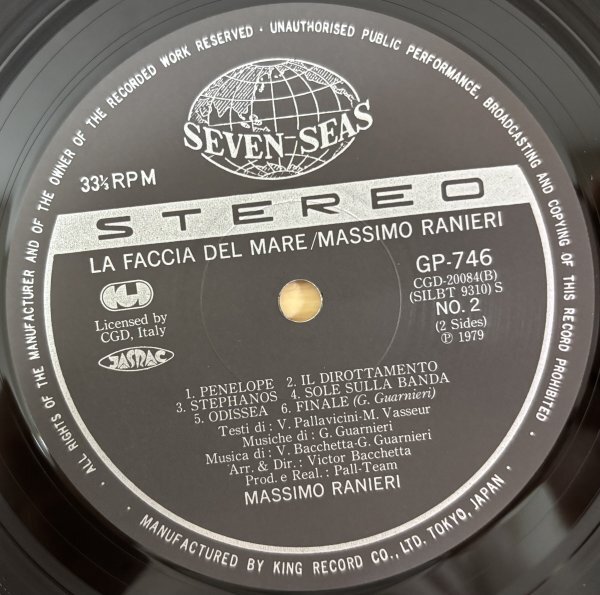 · ALL RIGHTS OF THE MANUFACTURER AND OF THE OWNER OF THE RECORDED WORK RESERVED · UNAUTHORISED PUBLIC PERFORMANCE, BROADCASTING AND COPYING OF THIS RECORD PROHIBITED ·
SEVEN SEAS
33⅓ RPM
STEREO
LA FACCIA DEL MARE/MASSIMO RANIERI
Licensed by
CGD, Italy
JASRAC
GP-746
CGD-20084(B)
(SILBT 9310) S
NO. 2
(2 Sides)
Ⓟ 1979
1. PENELOPE 2. IL DIROTTAMENTO
3. STEPHANOS 4. SOLE SULLA BANDA
5. ODISSEA 6. FINALE (G. Guarnieri)
Testi di : V. Pallavicini-M. Vasseur
Musiche di : G. Guarnieri
Musica di : V. Bacchetta-G. Guarnieri
Arr. & Dir : Victor Bacchetta
Prod. e Real. : Pall-Team
MASSIMO RANIERI
MANUFACTURED BY KING RECORD CO., LTD. TOKYO, JAPAN ·